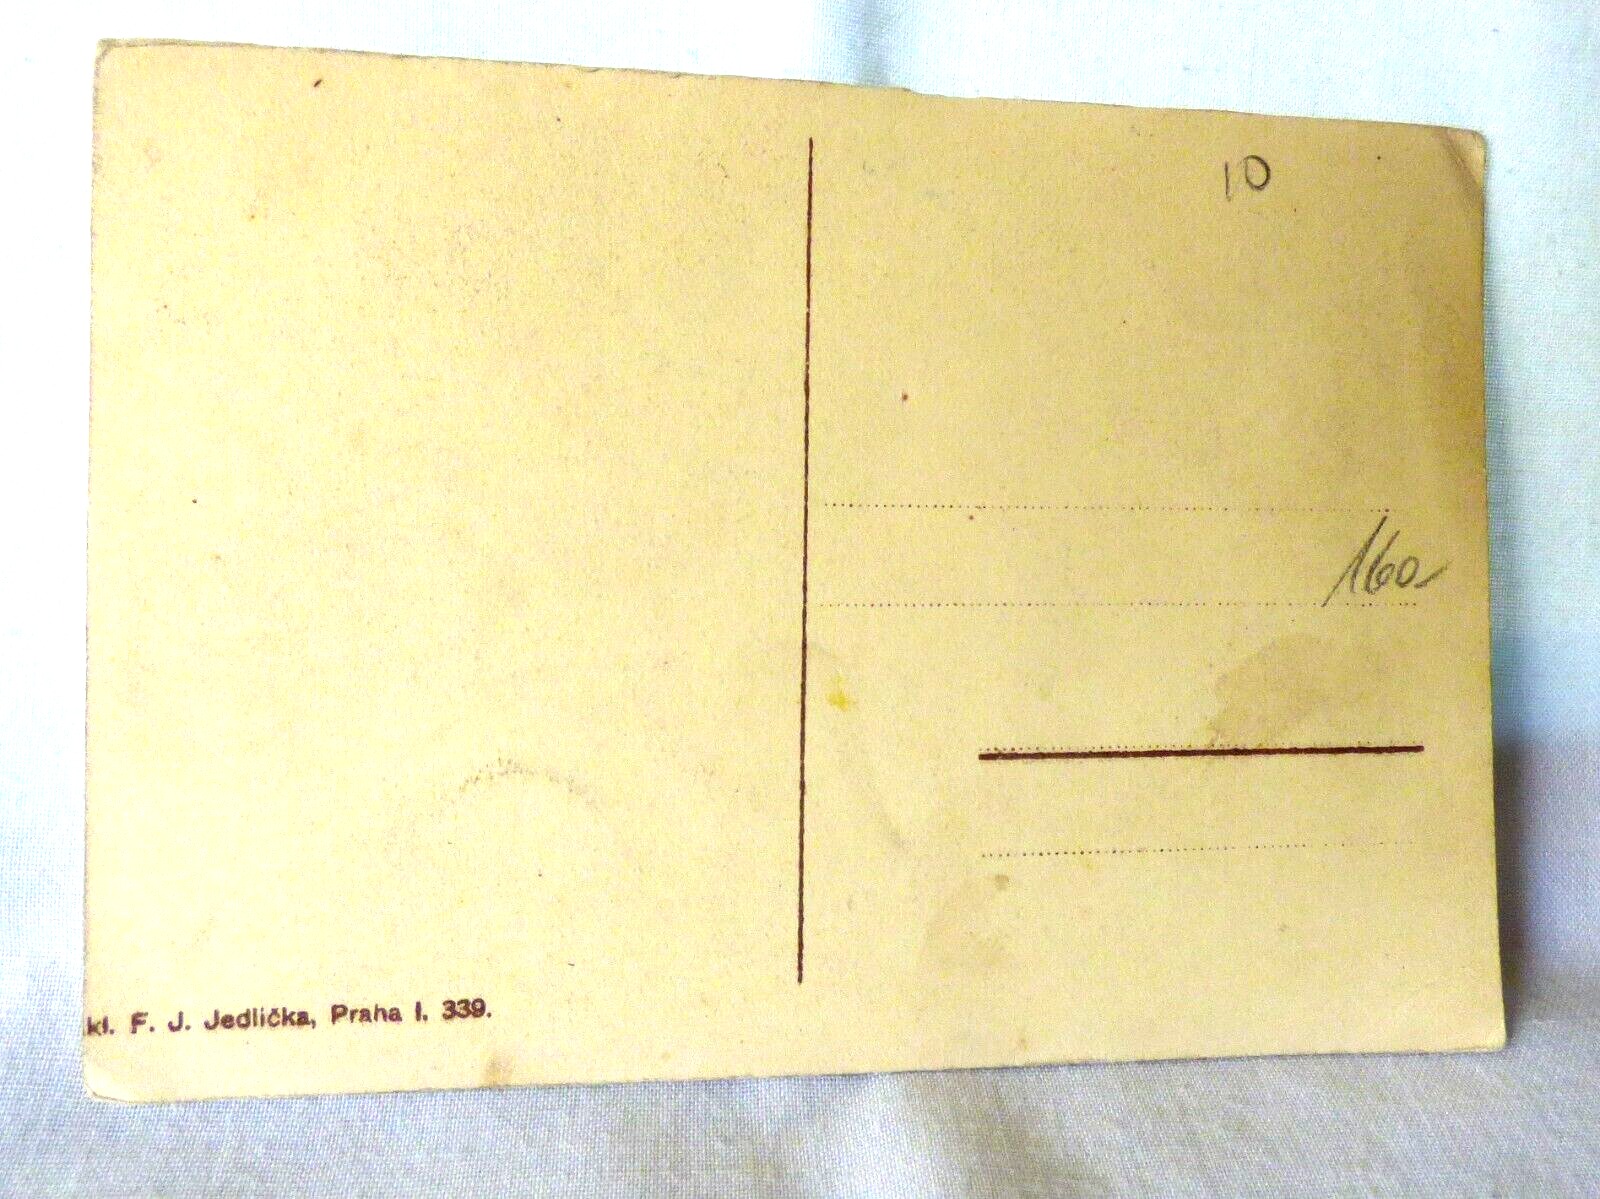 10
160-
kl. F. J. Jedlička, Praha I. 339.